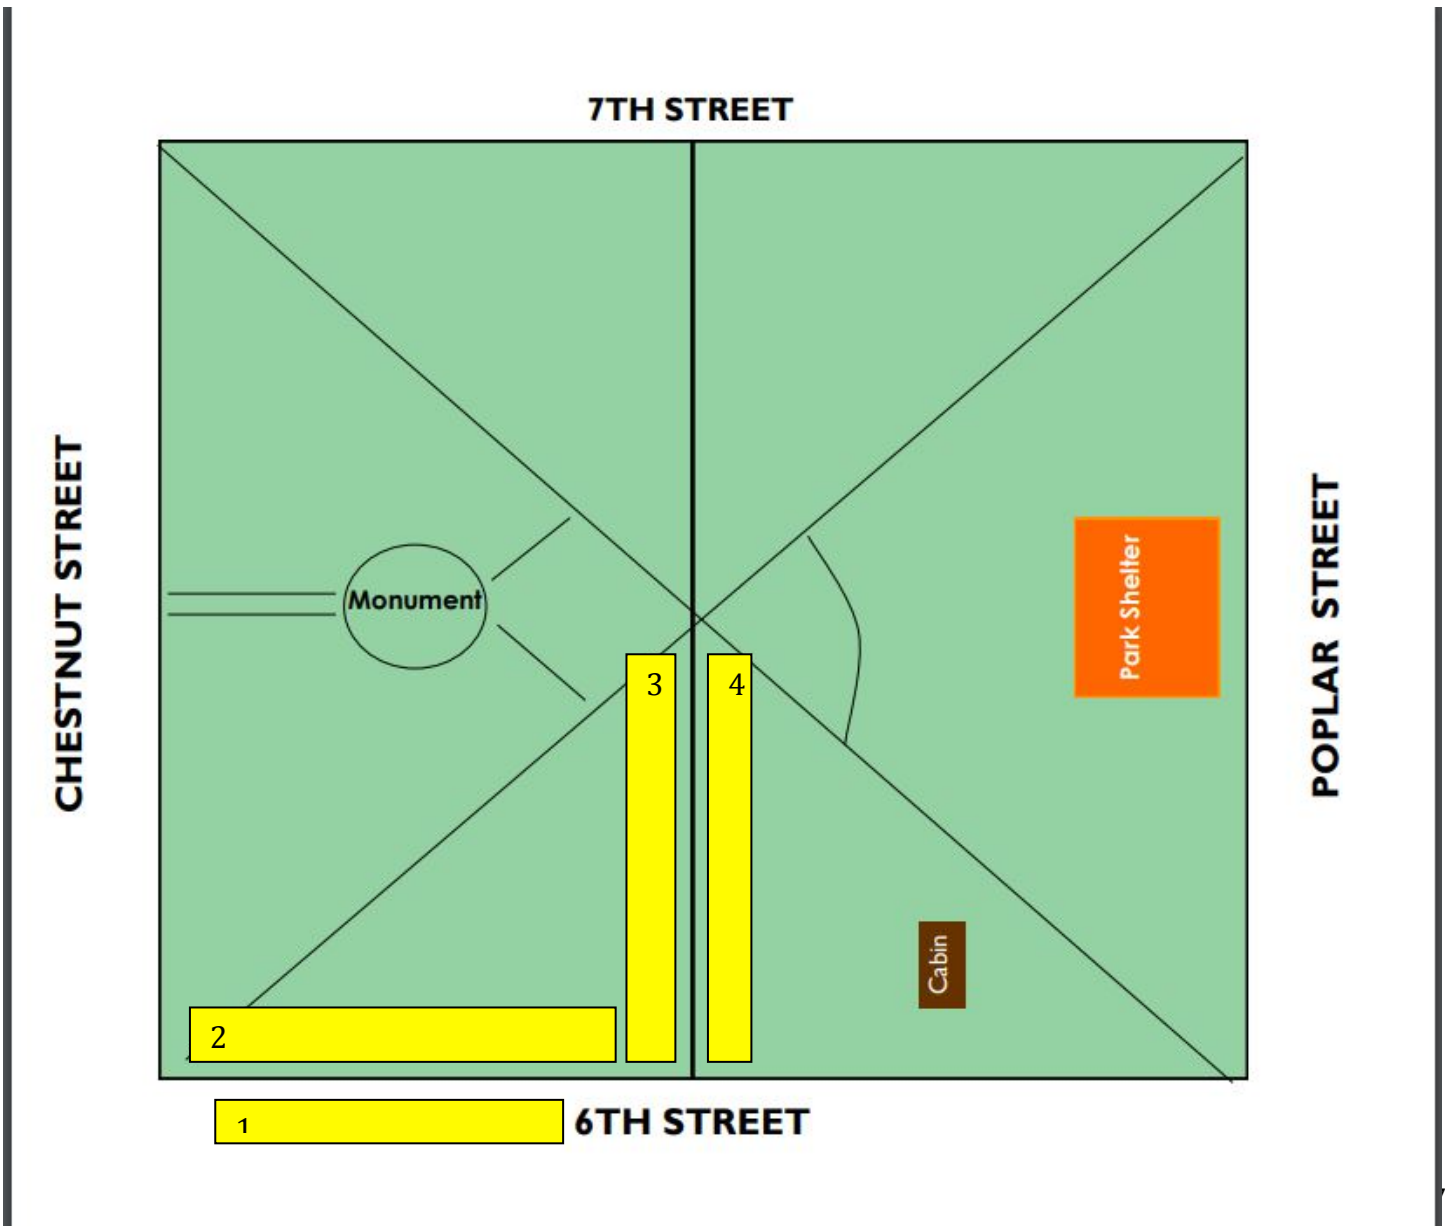 7TH STREET
CHESTNUT STREET
Monument
Park Shelter
POPLAR STREET
3
4
Cabin
2
1
6TH STREET